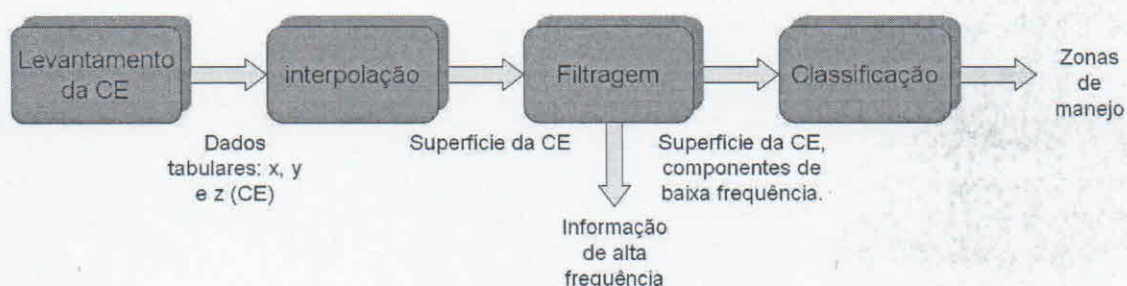 Levantamento
da CE
interpolação
Filtragem
Classificação
Zonas
de
manejo
Dados
tabulares: x, y
e z (CE)
Superfície da CE
Superfície da CE,
componentes de
baixa frequência.
Informação
de alta
frequência